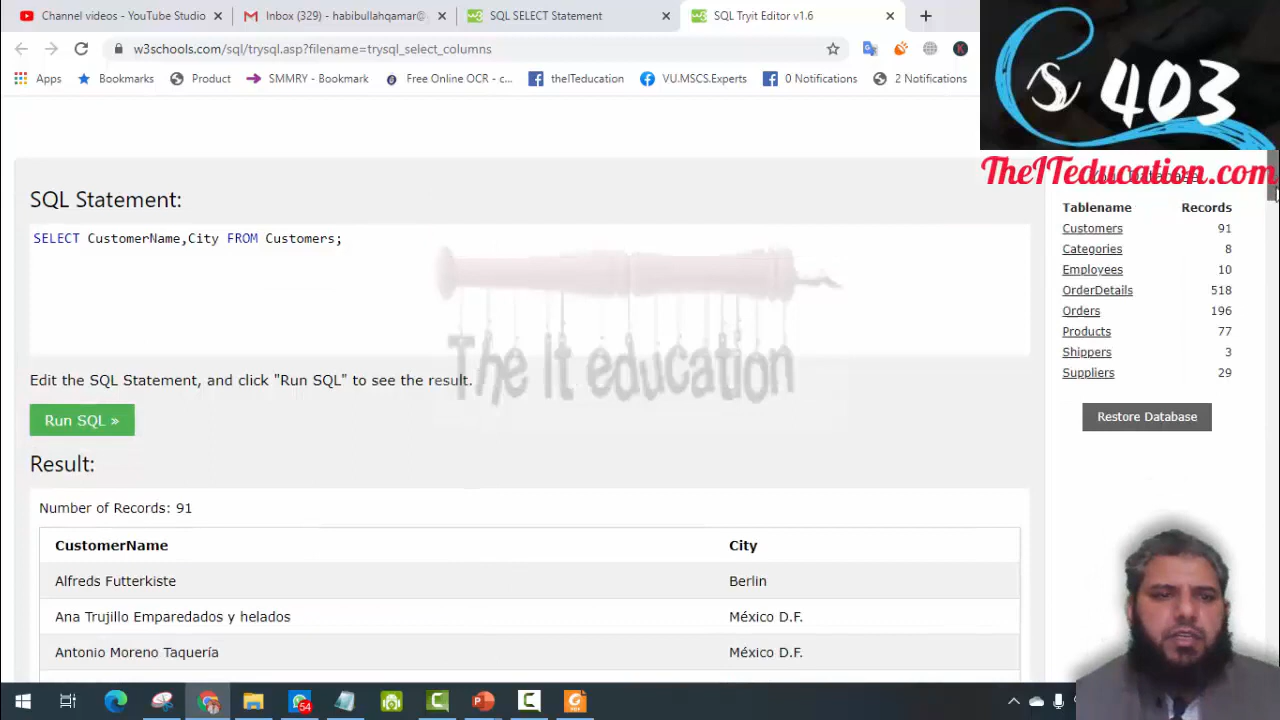 Channel videos - YouTube Studio
Inbox (329) - habibullahqamar@
SQL SELECT Statement
SQL Tryit Editor v1.6
w3schools.com/sql/trysql.asp?filename=trysql_select_columns
Apps
Bookmarks
Product
SMMRY - Bookmark
Free Online OCR - c...
theITeducation
VU.MSCS.Experts
0 Notifications
2 Notifications
K
CS 403
TheITeducation.com
SQL Statement:
SELECT CustomerName,City FROM Customers;
The it education
Edit the SQL Statement, and click "Run SQL" to see the result.
Run SQL »
Result:
Number of Records: 91
CustomerName City
Alfreds Futterkiste Berlin
Ana Trujillo Emparedados y helados México D.F.
Antonio Moreno Taquería México D.F.
Tablename Records
Customers 91
Categories 8
Employees 10
OrderDetails 518
Orders 196
Products 77
Shippers 3
Suppliers 29
Restore Database
54